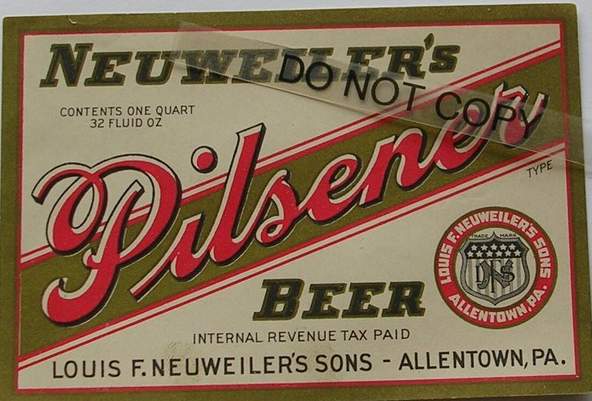 NEUWEILER'S
DO NOT COPY
CONTENTS ONE QUART
32 FLUID OZ
Pilsener
TYPE
BEER
LOUIS F. NEUWEILER'S SONS
TRADE MARK
ALLENTOWN, PA.
INTERNAL REVENUE TAX PAID
LOUIS F. NEUWEILER'S SONS - ALLENTOWN, PA.